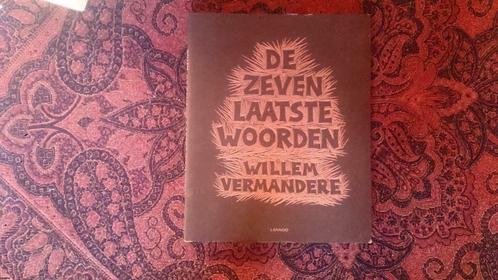 DE
ZEVEN
LAATSTE
WOORDEN
WILLEM
VERMANDERE
LANNOO